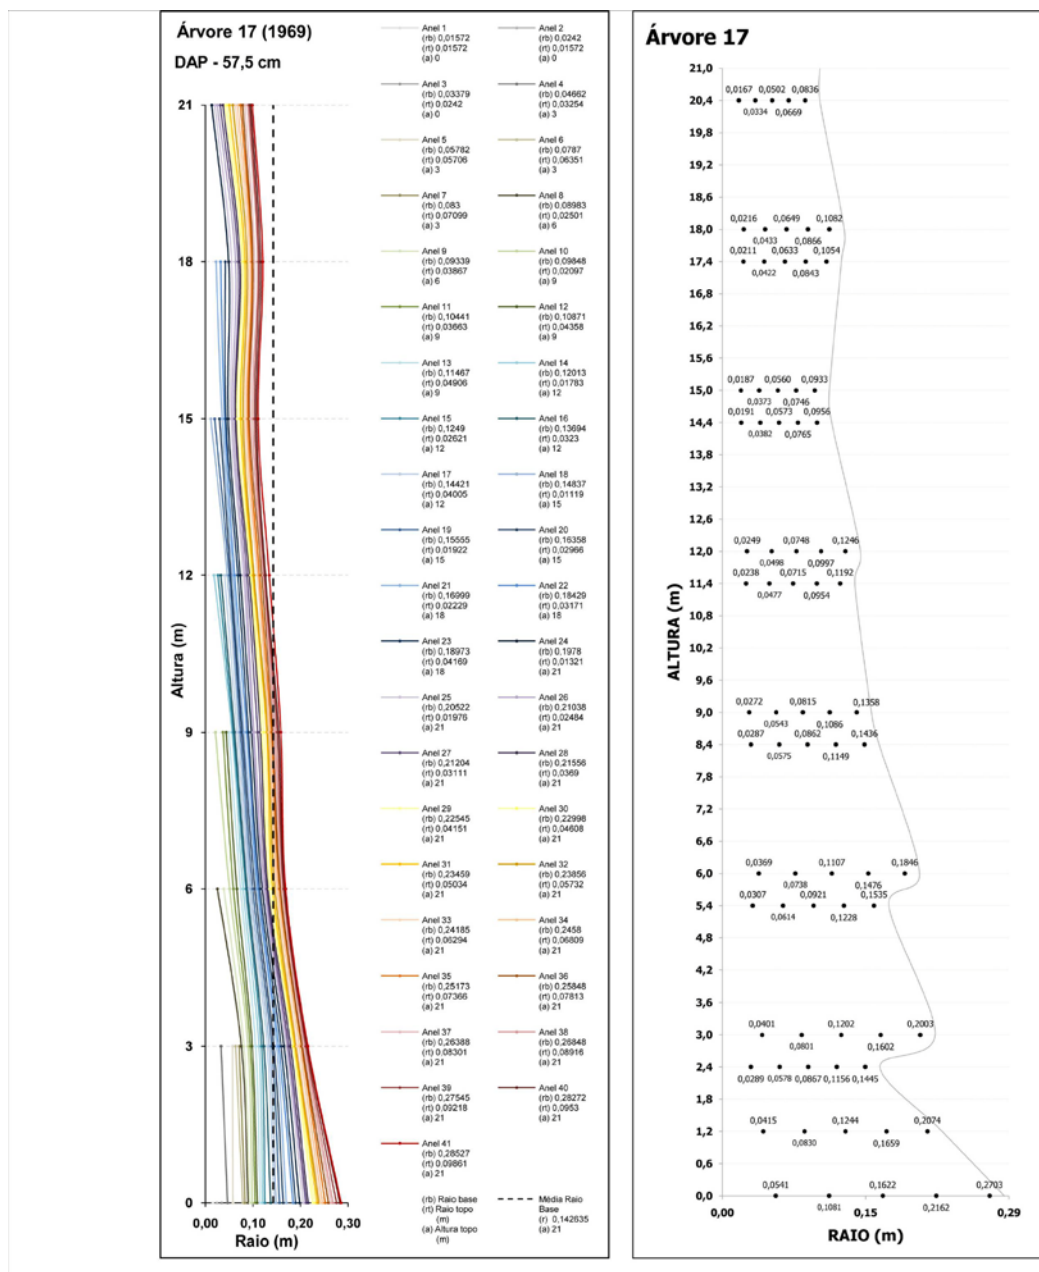 Árvore 17 (1969)
DAP - 57,5 cm
21
18
15
12
9
6
3
0
Altura (m)
0,00
0,10
0,20
0,30
Raio (m)
Anel 1
(rb) 0,01572
(rt) 0,01572
(a) 0
Anel 2
(rb) 0,0242
(rt) 0,01572
(a) 0
Anel 3
(rb) 0,03379
(rt) 0,0242
(a) 0
Anel 4
(rb) 0,04662
(rt) 0,03254
(a) 3
Anel 5
(rb) 0,05782
(rt) 0,05706
(a) 3
Anel 6
(rb) 0,0787
(rt) 0,06351
(a) 3
Anel 7
(rb) 0,083
(rt) 0,07099
(a) 3
Anel 8
(rb) 0,08983
(rt) 0,02501
(a) 6
Anel 9
(rb) 0,09339
(rt) 0,03867
(a) 6
Anel 10
(rb) 0,09848
(rt) 0,02097
(a) 9
Anel 11
(rb) 0,10441
(rt) 0,03663
(a) 9
Anel 12
(rb) 0,10871
(rt) 0,04358
(a) 9
Anel 13
(rb) 0,11467
(rt) 0,04906
(a) 9
Anel 14
(rb) 0,12013
(rt) 0,01783
(a) 12
Anel 15
(rb) 0,1249
(rt) 0,02621
(a) 12
Anel 16
(rb) 0,13694
(rt) 0,0323
(a) 12
Anel 17
(rb) 0,14421
(rt) 0,04005
(a) 12
Anel 18
(rb) 0,14837
(rt) 0,01119
(a) 15
Anel 19
(rb) 0,15555
(rt) 0,01922
(a) 15
Anel 20
(rb) 0,16358
(rt) 0,02966
(a) 15
Anel 21
(rb) 0,16999
(rt) 0,02229
(a) 18
Anel 22
(rb) 0,18429
(rt) 0,03171
(a) 18
Anel 23
(rb) 0,18973
(rt) 0,04169
(a) 18
Anel 24
(rb) 0,1978
(rt) 0,01321
(a) 21
Anel 25
(rb) 0,20522
(rt) 0,01976
(a) 21
Anel 26
(rb) 0,21038
(rt) 0,02484
(a) 21
Anel 27
(rb) 0,21204
(rt) 0,03111
(a) 21
Anel 28
(rb) 0,21556
(rt) 0,0369
(a) 21
Anel 29
(rb) 0,22545
(rt) 0,04151
(a) 21
Anel 30
(rb) 0,22998
(rt) 0,04608
(a) 21
Anel 31
(rb) 0,23459
(rt) 0,05034
(a) 21
Anel 32
(rb) 0,23856
(rt) 0,05732
(a) 21
Anel 33
(rb) 0,24185
(rt) 0,06294
(a) 21
Anel 34
(rb) 0,2458
(rt) 0,06809
(a) 21
Anel 35
(rb) 0,25173
(rt) 0,07366
(a) 21
Anel 36
(rb) 0,25848
(rt) 0,07813
(a) 21
Anel 37
(rb) 0,26388
(rt) 0,08301
(a) 21
Anel 38
(rb) 0,26848
(rt) 0,08916
(a) 21
Anel 39
(rb) 0,27545
(rt) 0,09218
(a) 21
Anel 40
(rb) 0,28272
(rt) 0,0953
(a) 21
Anel 41
(rb) 0,28527
(rt) 0,09861
(a) 21
(rb) Raio base
(rt) Raio topo
(m)
(a) Altura topo
(m)
Média Raio
Base
(r) 0,142635
(a) 21
Árvore 17
ALTURA (m)
21,0
20,4
19,8
19,2
18,6
18,0
17,4
16,8
16,2
15,6
15,0
14,4
13,8
13,2
12,6
12,0
11,4
10,8
10,2
9,6
9,0
8,4
7,8
7,2
6,6
6,0
5,4
4,8
4,2
3,6
3,0
2,4
1,8
1,2
0,6
0,0
0,0167 0,0502 0,0836
0,0334 0,0669
0,0216 0,0649 0,1082
0,0433 0,0866
0,0211 0,0633 0,1054
0,0422 0,0843
0,0187 0,0560 0,0933
0,0373 0,0746
0,0191 0,0573 0,0956
0,0382 0,0765
0,0249 0,0748 0,1246
0,0498 0,0997
0,0238 0,0715 0,1192
0,0477 0,0954
0,0272 0,0815 0,1358
0,0543 0,1086
0,0287 0,0862 0,1436
0,0575 0,1149
0,0369 0,1107 0,1846
0,0738 0,1476
0,0307 0,0921 0,1535
0,0614 0,1228
0,0401 0,1202 0,2003
0,0801 0,1602
0,0289 0,0578 0,0867 0,1156 0,1445
0,0415 0,1244 0,2074
0,0830 0,1659
0,0541 0,1622 0,2703
0,1081 0,2162
0,00
0,15
0,29
RAIO (m)